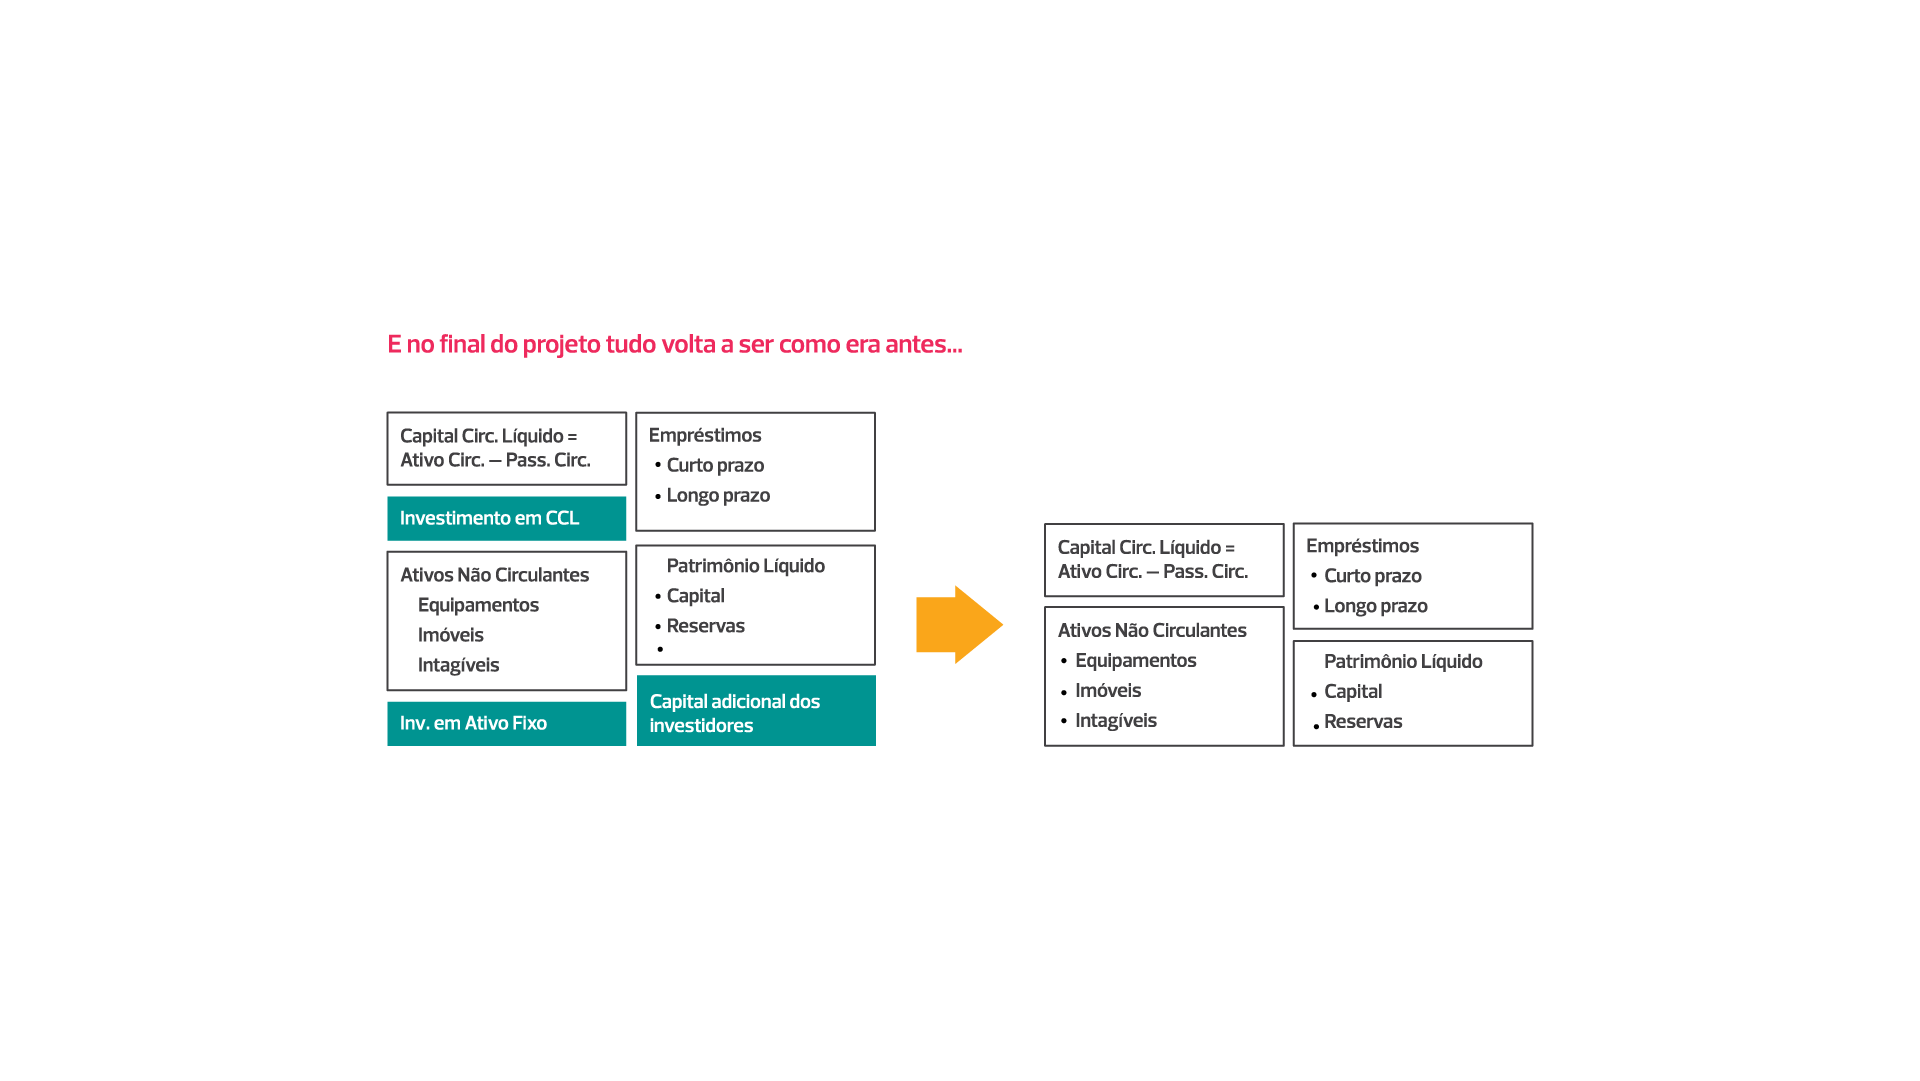 E no final do projeto tudo volta a ser como era antes...
Capital Circ. Líquido =
Ativo Circ. – Pass. Circ.
Investimento em CCL
Ativos Não Circulantes
Equipamentos
Imóveis
Intagíveis
Inv. em Ativo Fixo
Empréstimos
• Curto prazo
• Longo prazo
Patrimônio Líquido
• Capital
• Reservas
•
Capital adicional dos
investidores
Capital Circ. Líquido =
Ativo Circ. – Pass. Circ.
Ativos Não Circulantes
• Equipamentos
• Imóveis
• Intagíveis
Empréstimos
• Curto prazo
• Longo prazo
Patrimônio Líquido
• Capital
• Reservas